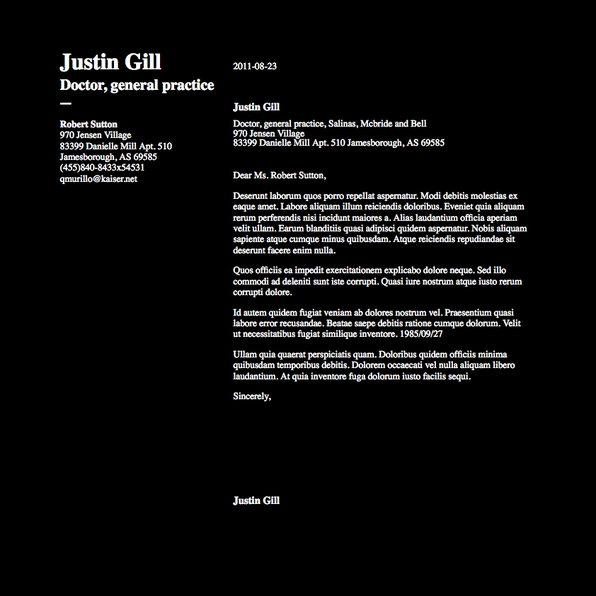 Justin Gill
Doctor, general practice
Robert Sutton
970 Jensen Village
83399 Danielle Mill Apt. 510
Jamesborough, AS 69585
(455)840-8433x54531
qmurillo@kaiser.net
2011-08-23
Justin Gill
Doctor, general practice, Salinas, Mcbride and Bell
970 Jensen Village
83399 Danielle Mill Apt. 510 Jamesborough, AS 69585
Dear Ms. Robert Sutton,
Deserunt laborum quos porro repellat aspernatur. Modi debitis molestias ex
eaque amet. Labore aliquam illum reiciendis doloribus. Eveniet quia aliquam
rerum perferendis nisi incidunt maiores a. Alias laudantium officia aperiam
velit ullam. Earum blanditiis quasi adipisci quidem aspernatur. Nobis aliquam
sapiente atque cumque minus quibusdam. Atque reiciendis repudiandae sit
deserunt facere enim nulla.
Quos officiis ea impedit exercitationem explicabo dolore neque. Sed illo
commodi ad deleniti sunt iste corrupti. Quasi iure nostrum atque iusto rerum
corrupti dolore.
Id autem quidem fugiat veniam ab dolores nostrum vel. Praesentium quasi
labore error recusandae. Beatae saepe debitis ratione cumque dolorum. Velit
ut necessitatibus fugiat similique inventore. 1985/09/27
Ullam quia quaerat perspiciatis quam. Doloribus quidem officiis minima
quibusdam temporibus debitis. Dolorem occaecati vel nulla aliquam libero
laudantium. At quia inventore fuga dolorum iusto facilis sequi.
Sincerely,
Justin Gill